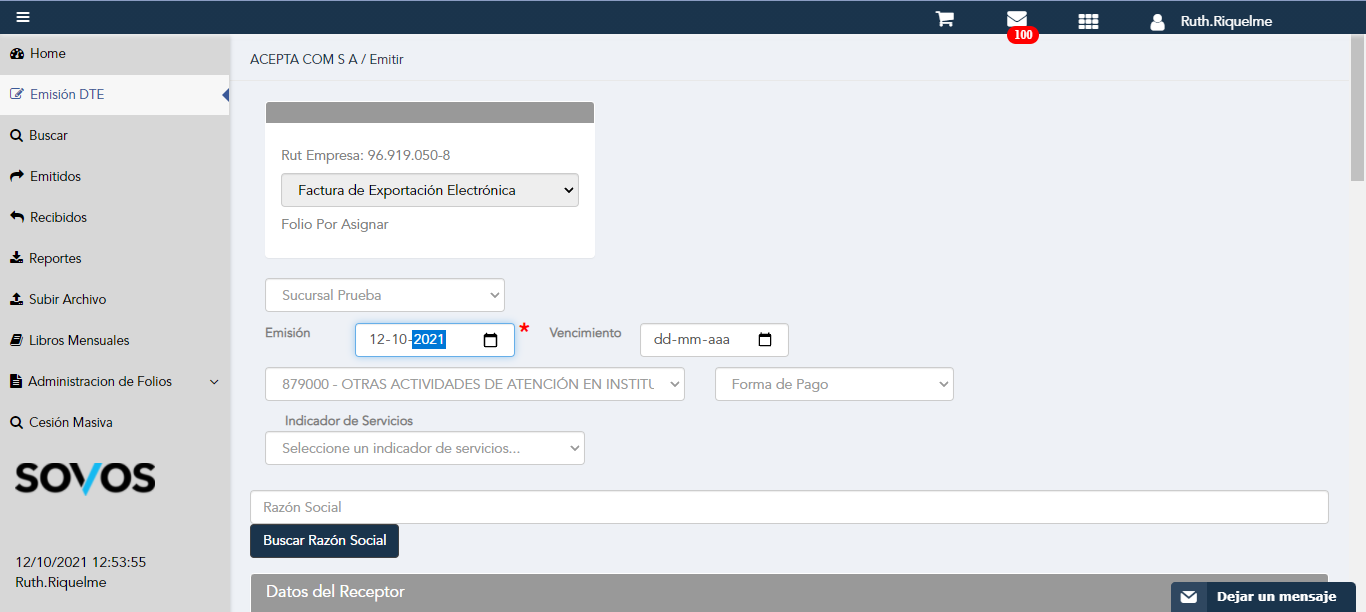 Ruth.Riquelme
100
Home
ACEPTA COM S A / Emitir
Emisión DTE
Buscar
Emitidos
Recibidos
Reportes
Subir Archivo
Libros Mensuales
Administracion de Folios
Cesión Masiva
sovos
12/10/2021 12:53:55
Ruth.Riquelme
Rut Empresa: 96.919.050-8
Factura de Exportación Electrónica
Folio Por Asignar
Sucursal Prueba
Emisión 12-10-2021 * Vencimiento dd-mm-aaa
879000 - OTRAS ACTIVIDADES DE ATENCIÓN EN INSTITU Forma de Pago
Indicador de Servicios
Seleccione un indicador de servicios...
Razón Social
Buscar Razón Social
Datos del Receptor
Dejar un mensaje